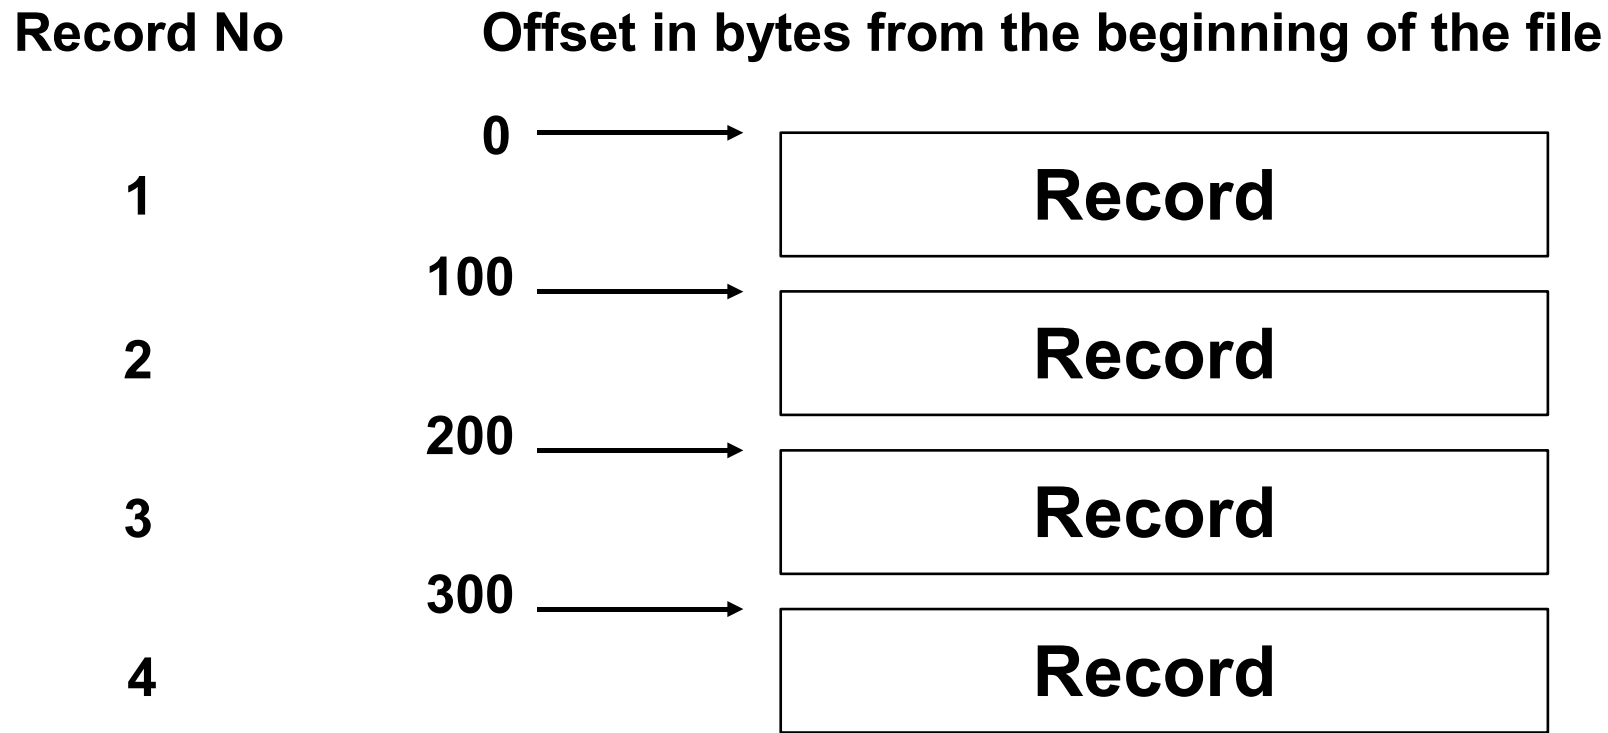 Record No Offset in bytes from the beginning of the file
0
1 Record
100
2 Record
200
3 Record
300
4 Record